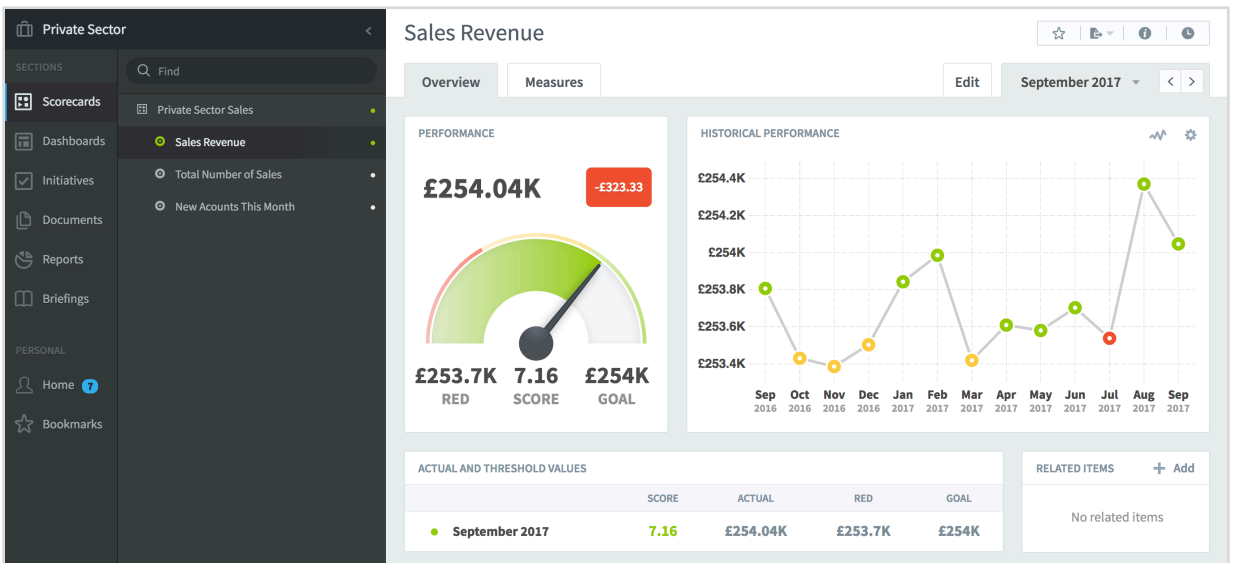 Private Sector
SECTIONS
Scorecards
Dashboards
Initiatives
Documents
Reports
Briefings
PERSONAL
Home 7
Bookmarks
Find
Private Sector Sales
Sales Revenue
Total Number of Sales
New Acounts This Month
Sales Revenue
Overview Measures Edit September 2017
PERFORMANCE
£254.04K -£323.33
£253.7K 7.16 £254K
RED SCORE GOAL
HISTORICAL PERFORMANCE
£254.4K
£254.2K
£254K
£253.8K
£253.6K
£253.4K
Sep Oct Nov Dec Jan Feb Mar Apr May Jun Jul Aug Sep
2016 2016 2016 2016 2017 2017 2017 2017 2017 2017 2017 2017 2017
ACTUAL AND THRESHOLD VALUES
SCORE ACTUAL RED GOAL
September 2017 7.16 £254.04K £253.7K £254K
RELATED ITEMS + Add
No related items